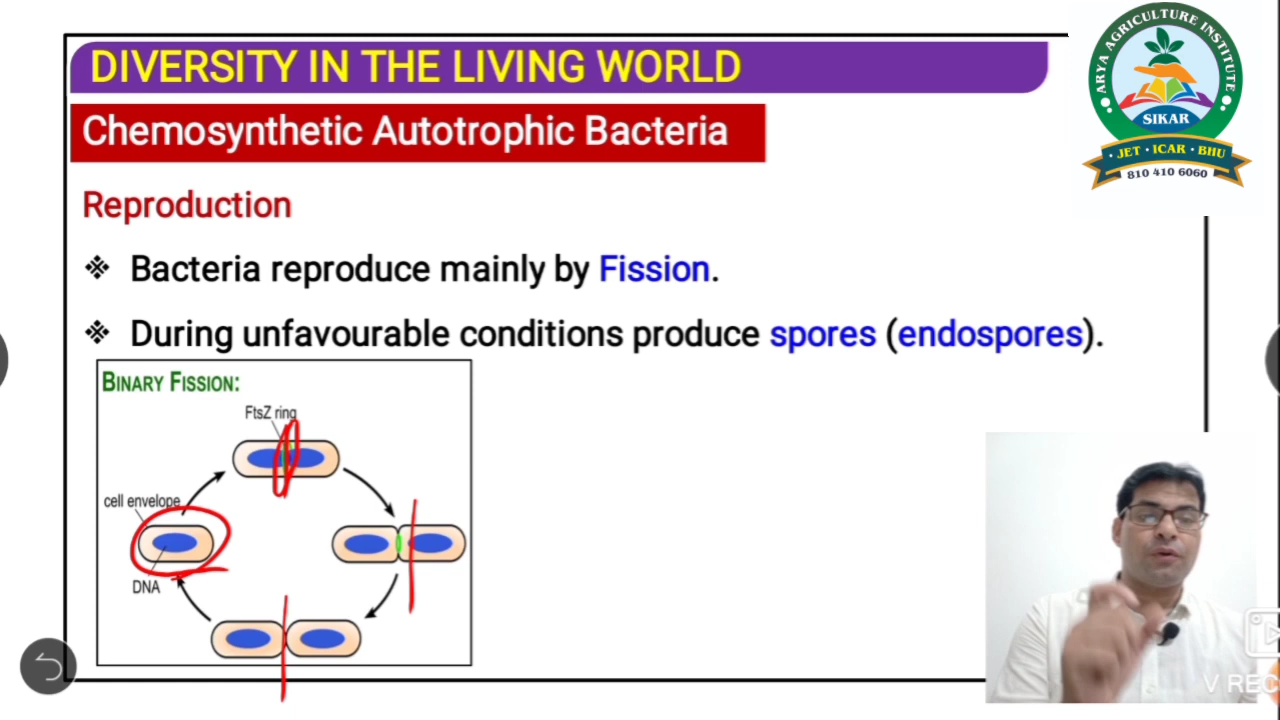 DIVERSITY IN THE LIVING WORLD
Chemosynthetic Autotrophic Bacteria
Reproduction
❖ Bacteria reproduce mainly by Fission.
❖ During unfavourable conditions produce spores (endospores).
BINARY FISSION:
FtsZ ring
cell envelope
DNA
ARYA AGRICULTURE INSTITUTE
SIKAR
· JET · ICAR · BHU
810 410 6060
V REC